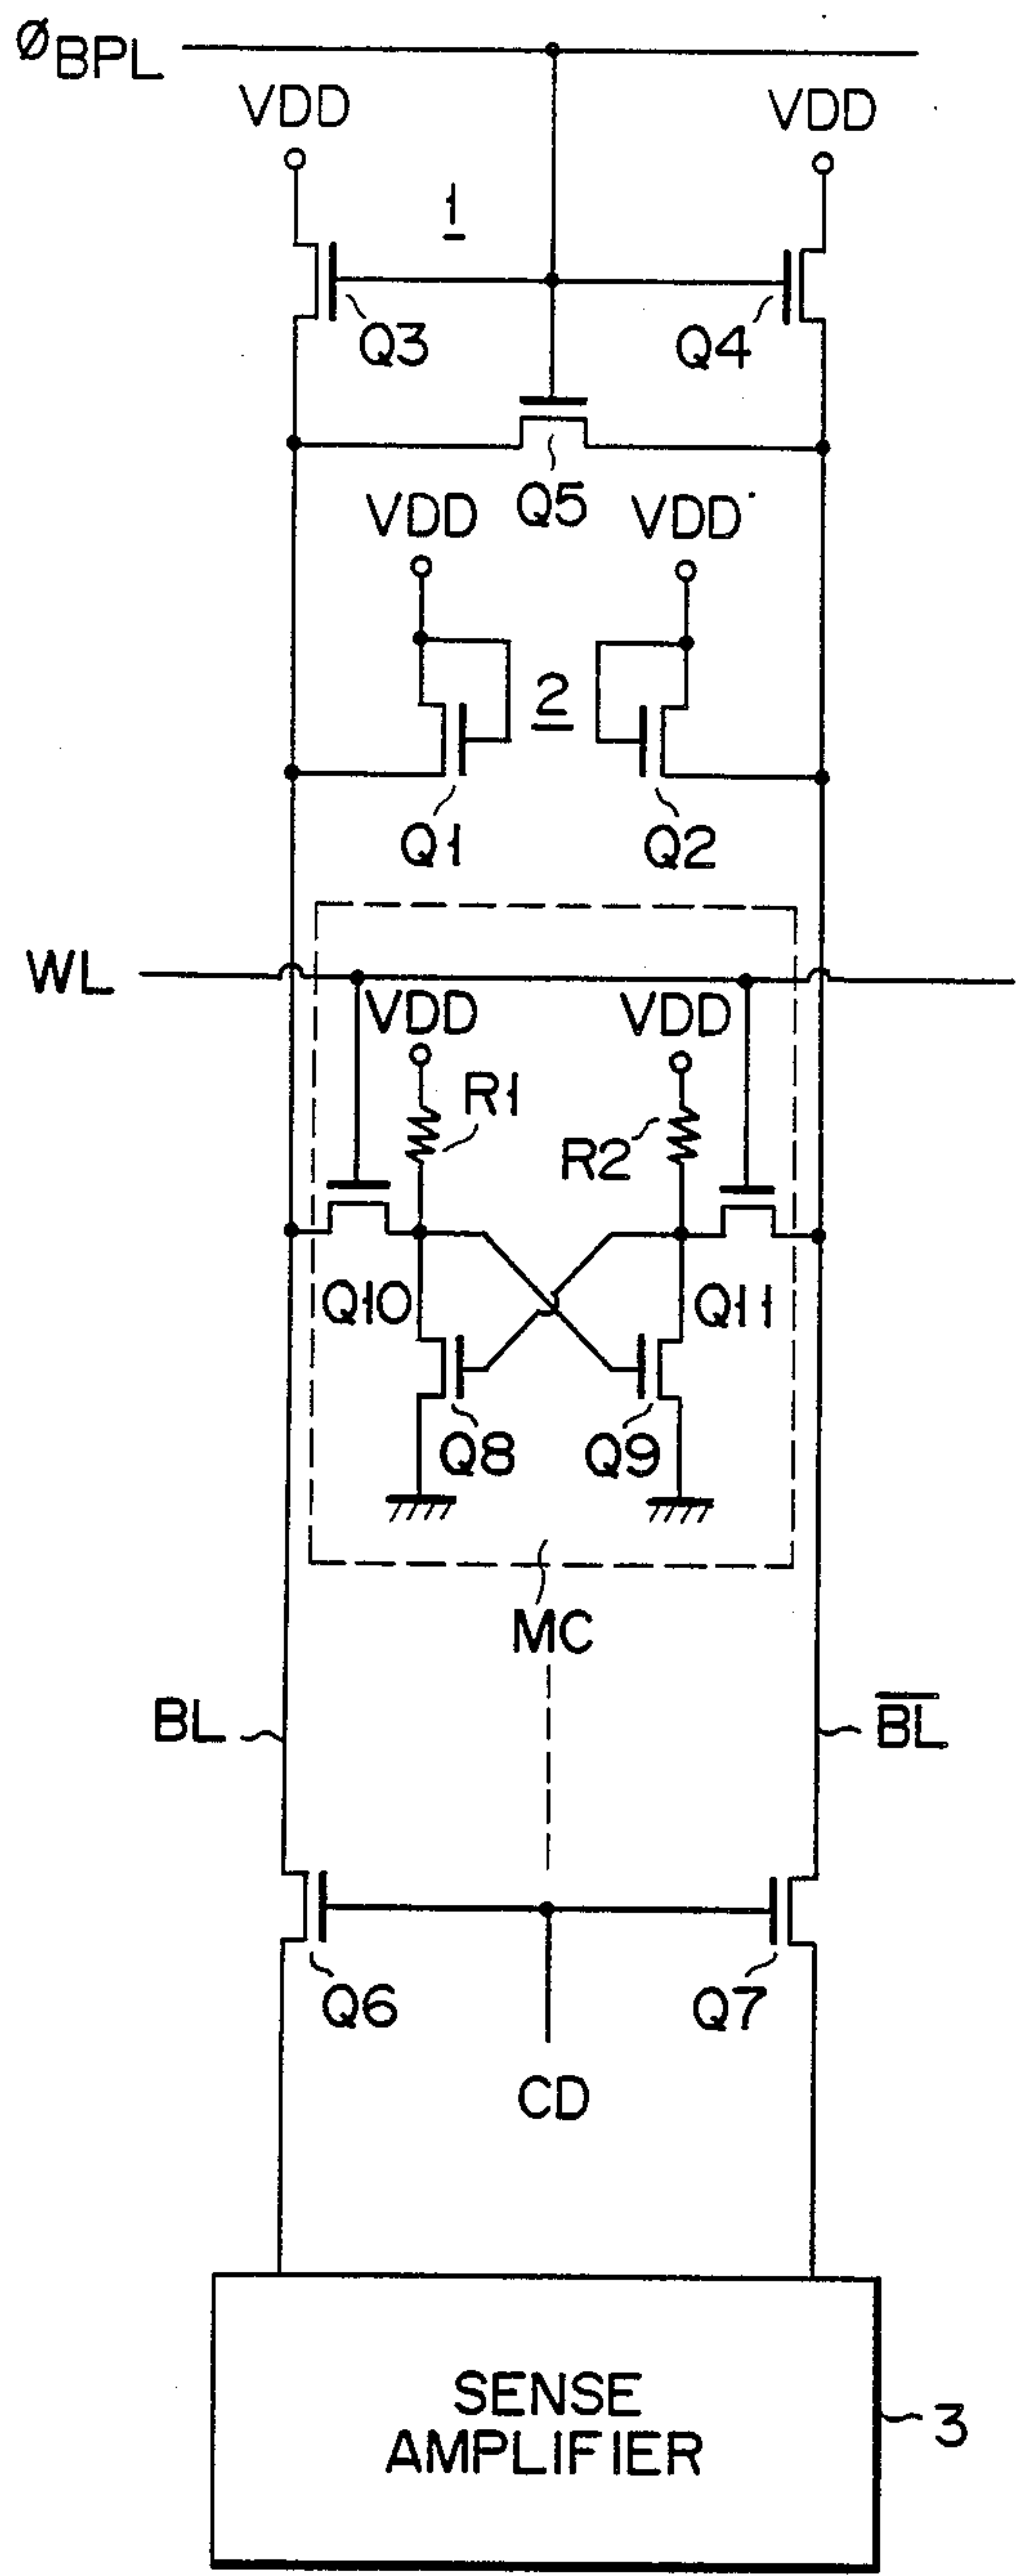 ØBPL
VDD VDD
1
Q3 Q4
Q5
VDD VDD
2
Q1 Q2
WL
VDD VDD
R1
R2
Q10 Q11
Q8 Q9
MC
BL B̅L̅
Q6 Q7
CD
SENSE
AMPLIFIER
3